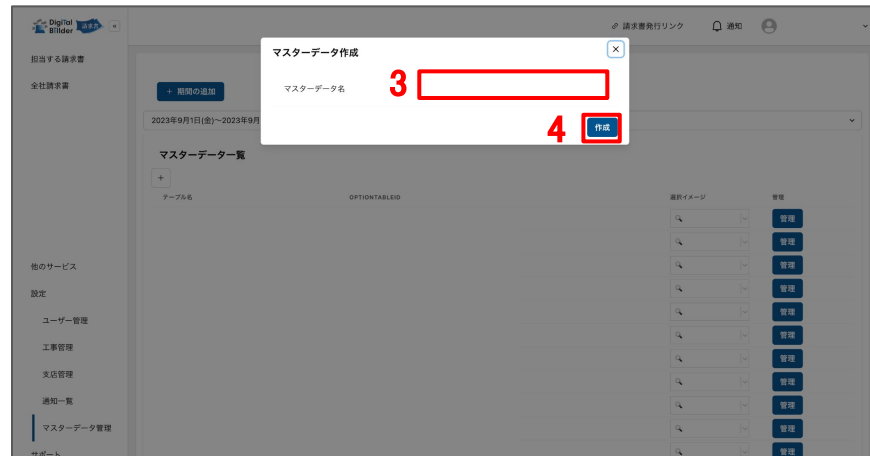 Digital Billder 請求書
請求書発行リンク 通知
担当する請求書
全社請求書
他のサービス
設定
ユーザー管理
工事管理
支店管理
通知一覧
マスターデータ管理
サポート
+ 期間の追加
2023年9月1日(金)~2023年9月
マスターデータ一覧
+
テーブル名 OPTIONTABLEID 選択イメージ 管理
管理
管理
管理
管理
管理
管理
管理
管理
管理
管理
管理
マスターデータ作成 ×
マスターデータ名 3
4 作成